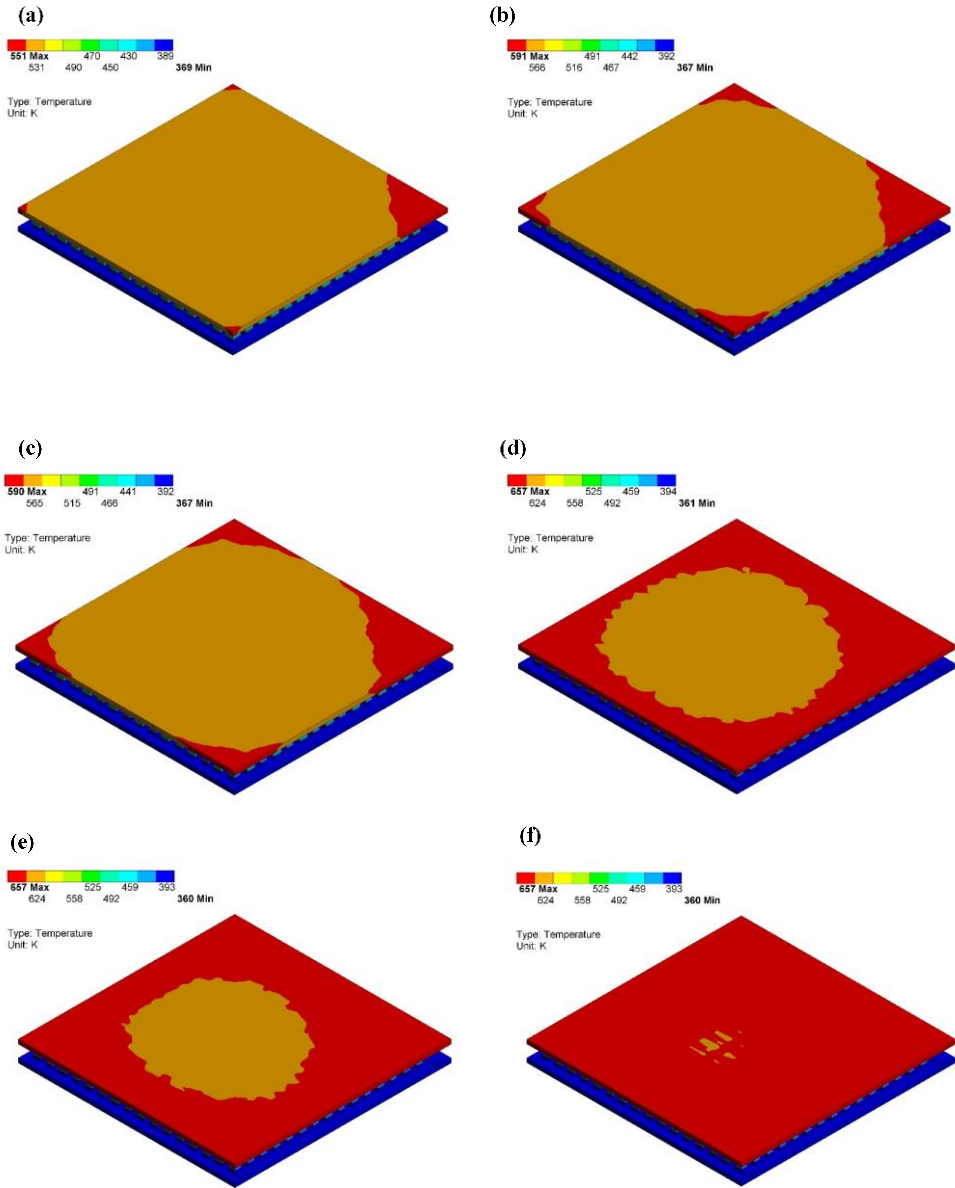 (a)
551 Max 470 430 389
531 490 450 369 Min
Type: Temperature
Unit: K
(b)
591 Max 491 442 392
566 516 467 367 Min
Type: Temperature
Unit: K
(c)
590 Max 491 441 392
565 515 466 367 Min
Type: Temperature
Unit: K
(d)
657 Max 525 459 394
624 558 492 361 Min
Type: Temperature
Unit: K
(e)
657 Max 525 459 393
624 558 492 360 Min
Type: Temperature
Unit: K
(f)
657 Max 525 459 393
624 558 492 360 Min
Type: Temperature
Unit: K